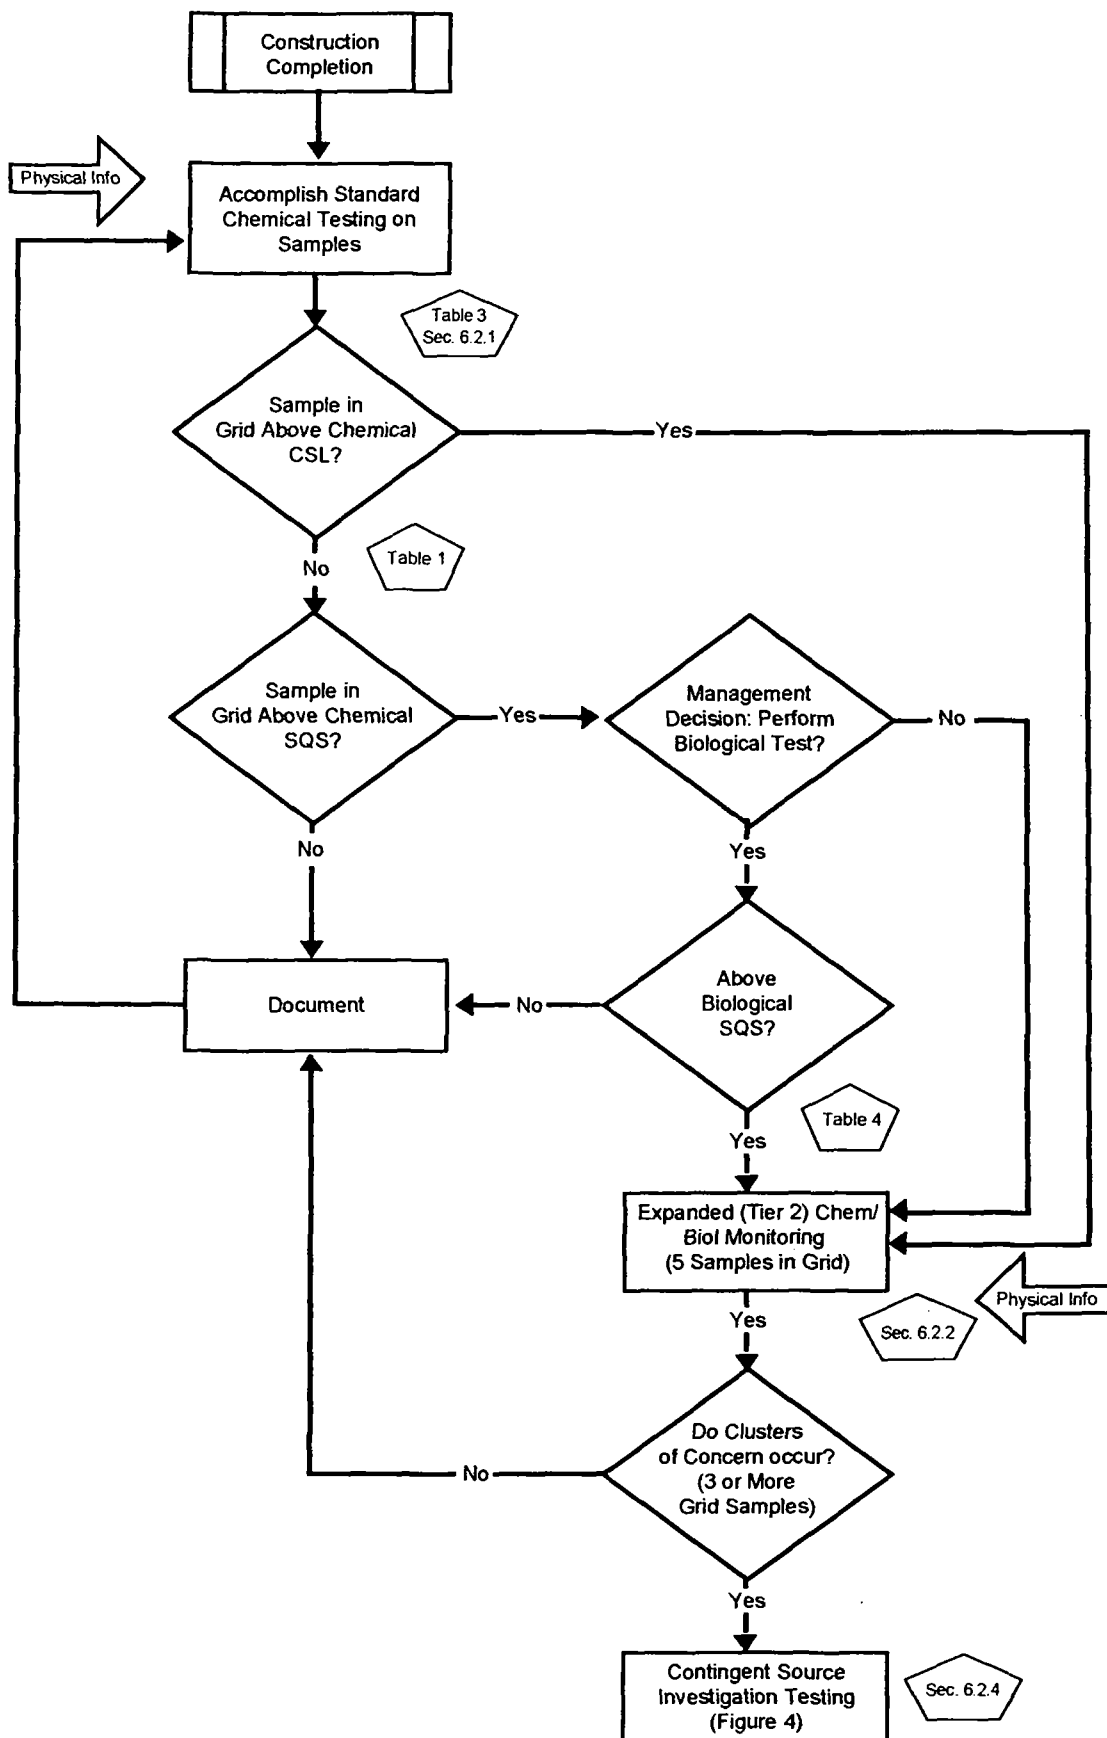 Construction
Completion
Physical Info
Accomplish Standard
Chemical Testing on
Samples
Table 3
Sec. 6.2.1
Sample in
Grid Above Chemical
CSL?
Yes
No
Table 1
Sample in
Grid Above Chemical
SQS?
Yes
Management
Decision: Perform
Biological Test?
No
No
Yes
Document
No
Above
Biological
SQS?
Table 4
Yes
Expanded (Tier 2) Chem/
Biol Monitoring
(5 Samples in Grid)
Physical Info
Sec. 6.2.2
Yes
Do Clusters
of Concern occur?
(3 or More
Grid Samples)
No
Yes
Contingent Source
Investigation Testing
(Figure 4)
Sec. 6.2.4